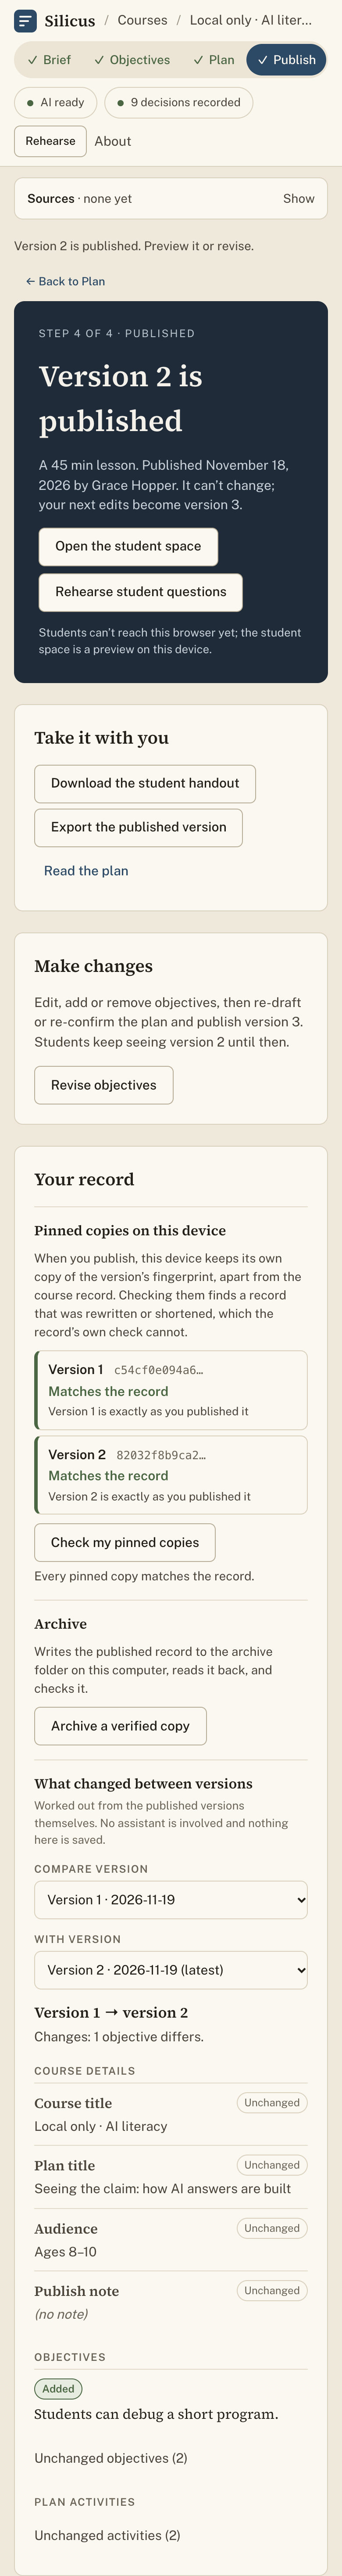 Silicus / Courses / Local only · AI liter...
✓ Brief ✓ Objectives ✓ Plan ✓ Publish
AI ready 9 decisions recorded
Rehearse About
Sources · none yet Show
Version 2 is published. Preview it or revise.
← Back to Plan
STEP 4 OF 4 · PUBLISHED
Version 2 is
published
A 45 min lesson. Published November 18,
2026 by Grace Hopper. It can't change;
your next edits become version 3.
Open the student space
Rehearse student questions
Students can't reach this browser yet; the student
space is a preview on this device.
Take it with you
Download the student handout
Export the published version
Read the plan
Make changes
Edit, add or remove objectives, then re-draft
or re-confirm the plan and publish version 3.
Students keep seeing version 2 until then.
Revise objectives
Your record
Pinned copies on this device
When you publish, this device keeps its own
copy of the version's fingerprint, apart from the
course record. Checking them finds a record
that was rewritten or shortened, which the
record's own check cannot.
Version 1 c54cf0e094a6…
Matches the record
Version 1 is exactly as you published it
Version 2 82032f8b9ca2…
Matches the record
Version 2 is exactly as you published it
Check my pinned copies
Every pinned copy matches the record.
Archive
Writes the published record to the archive
folder on this computer, reads it back, and
checks it.
Archive a verified copy
What changed between versions
Worked out from the published versions
themselves. No assistant is involved and nothing
here is saved.
COMPARE VERSION
Version 1 · 2026-11-19
WITH VERSION
Version 2 · 2026-11-19 (latest)
Version 1 → version 2
Changes: 1 objective differs.
COURSE DETAILS
Course title Unchanged
Local only · AI literacy
Plan title Unchanged
Seeing the claim: how AI answers are built
Audience Unchanged
Ages 8–10
Publish note Unchanged
(no note)
OBJECTIVES
Added
Students can debug a short program.
Unchanged objectives (2)
PLAN ACTIVITIES
Unchanged activities (2)